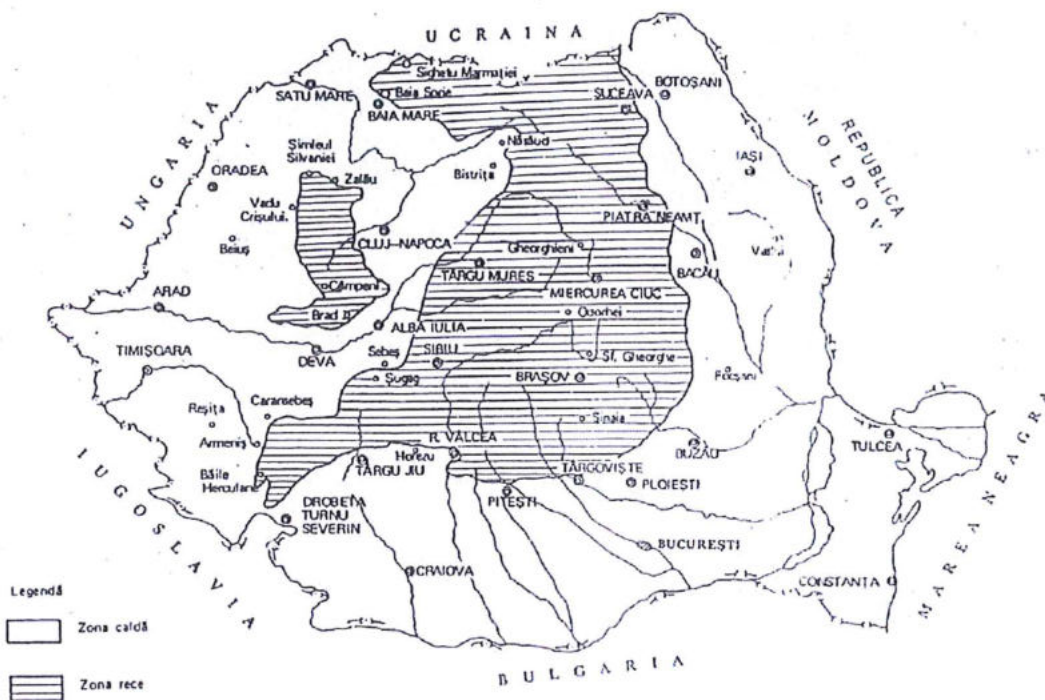 UCRAINA
Sighetu Marmației
SATU MARE
Baia Sprie
BAIA MARE
SUCEAVA
BOTOȘANI
UNGARIA
REPUBLICA
MOLDOVA
Șimleul
Silvaniei
Năsăud
IAȘI
ORADEA
Zalău
Bistrița
Vadu
Crișului
PIATRA NEAMȚ
CLUJ-NAPOCA
Gheorghieni
Beiuș
BACĂU
TÂRGU MUREȘ
Câmpeni
MIERCUREA CIUC
ARAD
Brad
ALBA IULIA
TIMIȘOARA
DEVA
Sebeș
SIBIU
Sf. Gheorghe
Șugag
BRAȘOV
Focșani
Reșița
Caransebeș
Sinaia
Armeniș
R. VÂLCEA
TULCEA
Horezu
BUZĂU
TÂRGU JIU
Băile
Herculane
TÂRGOVIȘTE
PLOIEȘTI
PITEȘTI
IUGOSLAVIA
DROBETA
TURNU
SEVERIN
MAREA NEAGRA
BUCUREȘTI
CRAIOVA
CONSTANȚA
Legendă
Zona caldă
BULGARIA
Zona rece